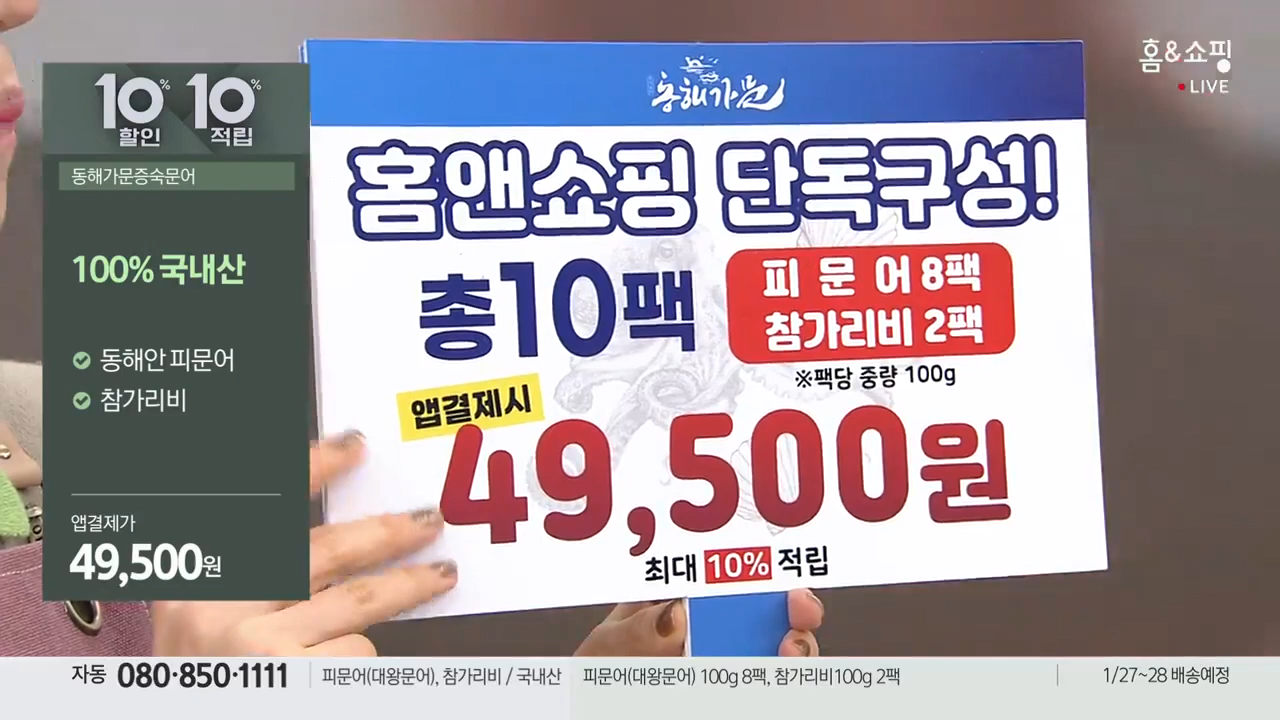 홈&쇼핑
LIVE
10% 할인 10% 적립
동해가문증숙문어
100% 국내산
동해안 피문어
참가리비
앱결제가
49,500원
동해가문
홈앤쇼핑 단독구성!
총10팩
피 문 어 8팩
참가리비 2팩
※팩당 중량 100g
앱결제시
49,500원
최대 10% 적립
자동 080·850·1111
피문어(대왕문어), 참가리비 / 국내산
피문어(대왕문어) 100g 8팩, 참가리비100g 2팩
1/27~28 배송예정